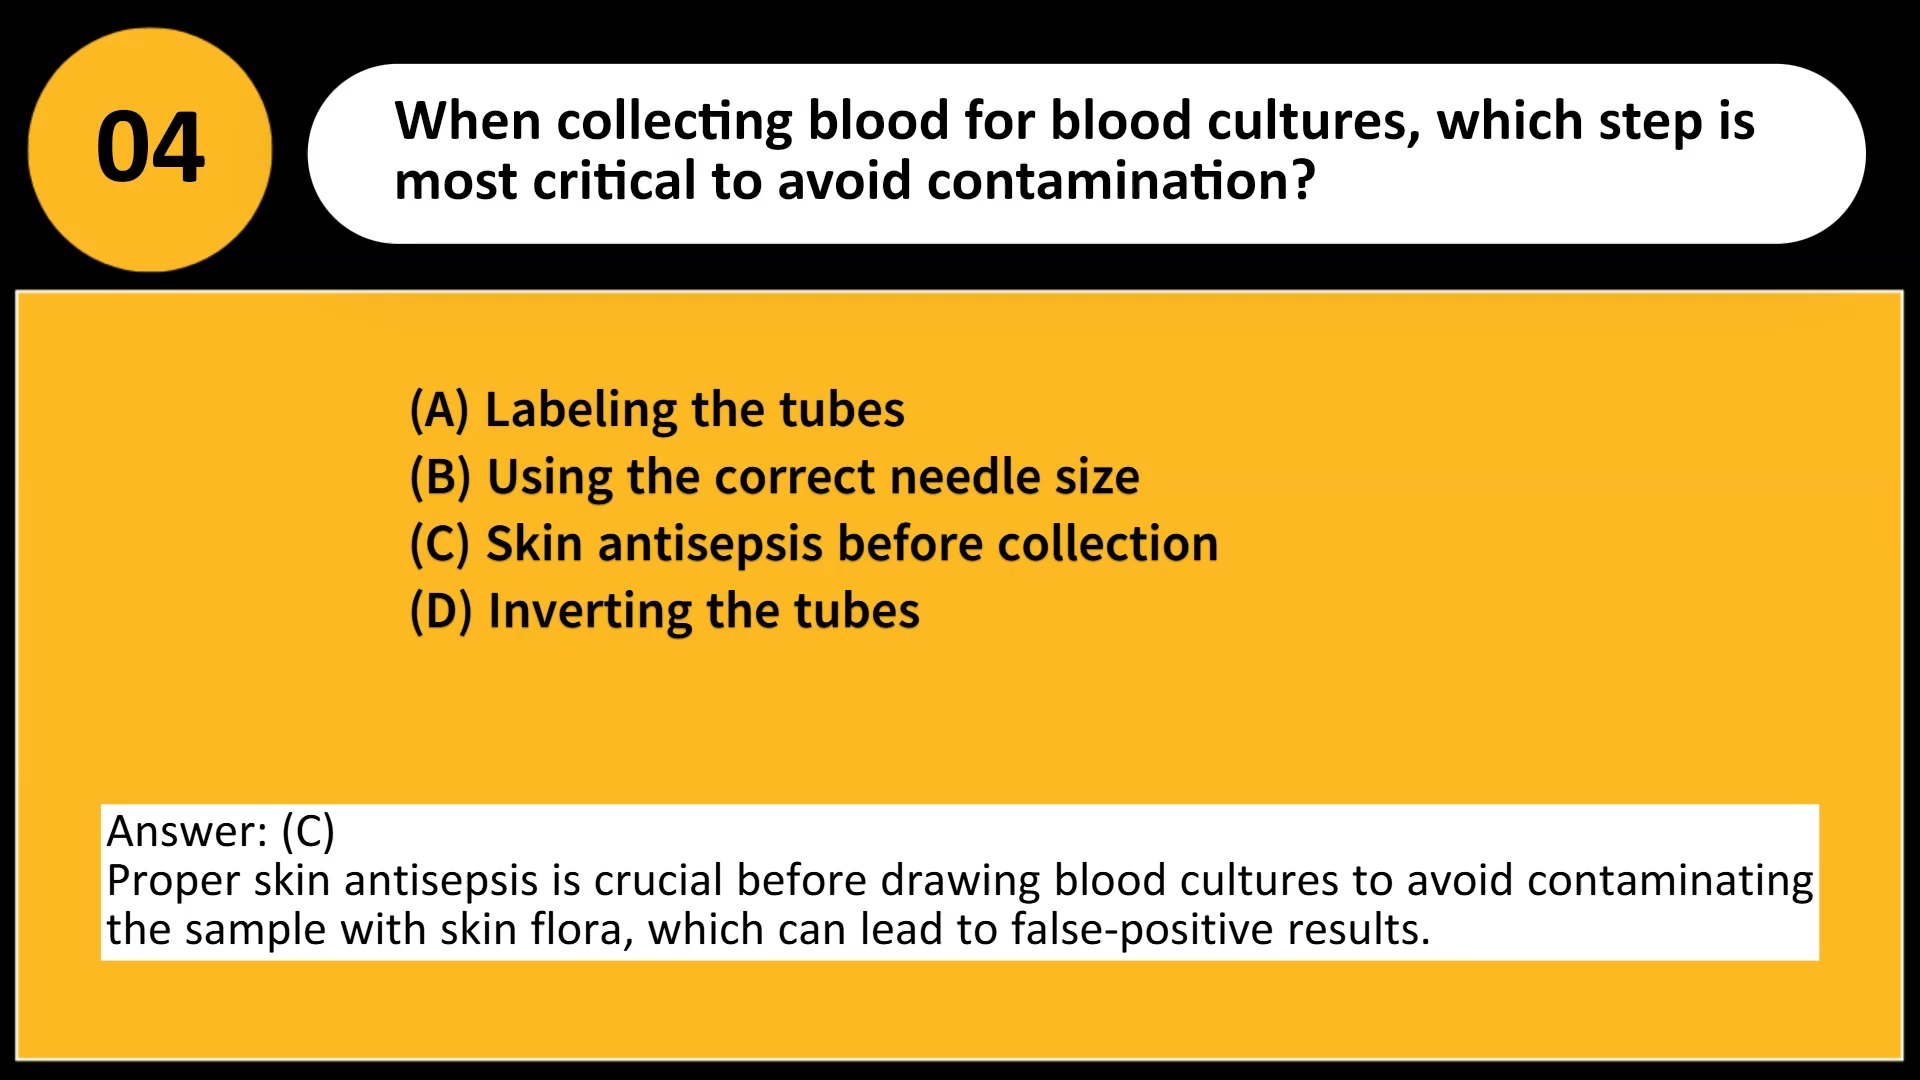 04
When collecting blood for blood cultures, which step is
most critical to avoid contamination?
(A) Labeling the tubes
(B) Using the correct needle size
(C) Skin antisepsis before collection
(D) Inverting the tubes
Answer: (C)
Proper skin antisepsis is crucial before drawing blood cultures to avoid contaminating
the sample with skin flora, which can lead to false-positive results.